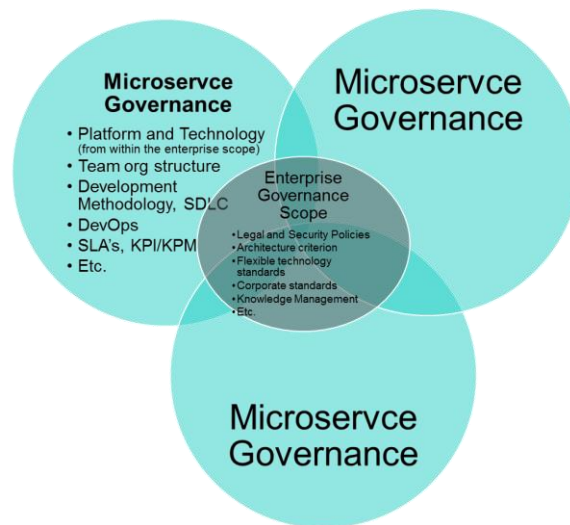 Microservce
Governance
• Platform and Technology
(from within the enterprise scope)
• Team org structure
• Development
Methodology, SDLC
• DevOps
• SLA's, KPI/KPM
• Etc.
Microservce
Governance
Enterprise
Governance
Scope
•Legal and Security Policies
•Architecture criterion
•Flexible technology
standards
•Corporate standards
•Knowledge Management
•Etc.
Microservce
Governance